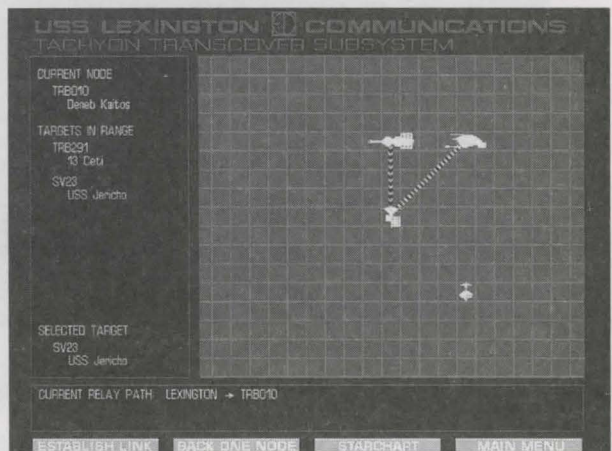 USS LEXINGTON COMMUNICATIONS
TACHYON TRANSCEIVER SUBSYSTEM
CURRENT NODE
TRB010
Deneb Kaitos
TARGETS IN RANGE
TRB291
13 Ceti
SV23
USS Jericho
SELECTED TARGET
SV23
USS Jericho
CURRENT RELAY PATH LEXINGTON → TRB010
ESTABLISH LINK BACK ONE NODE STARCHART MAIN MENU